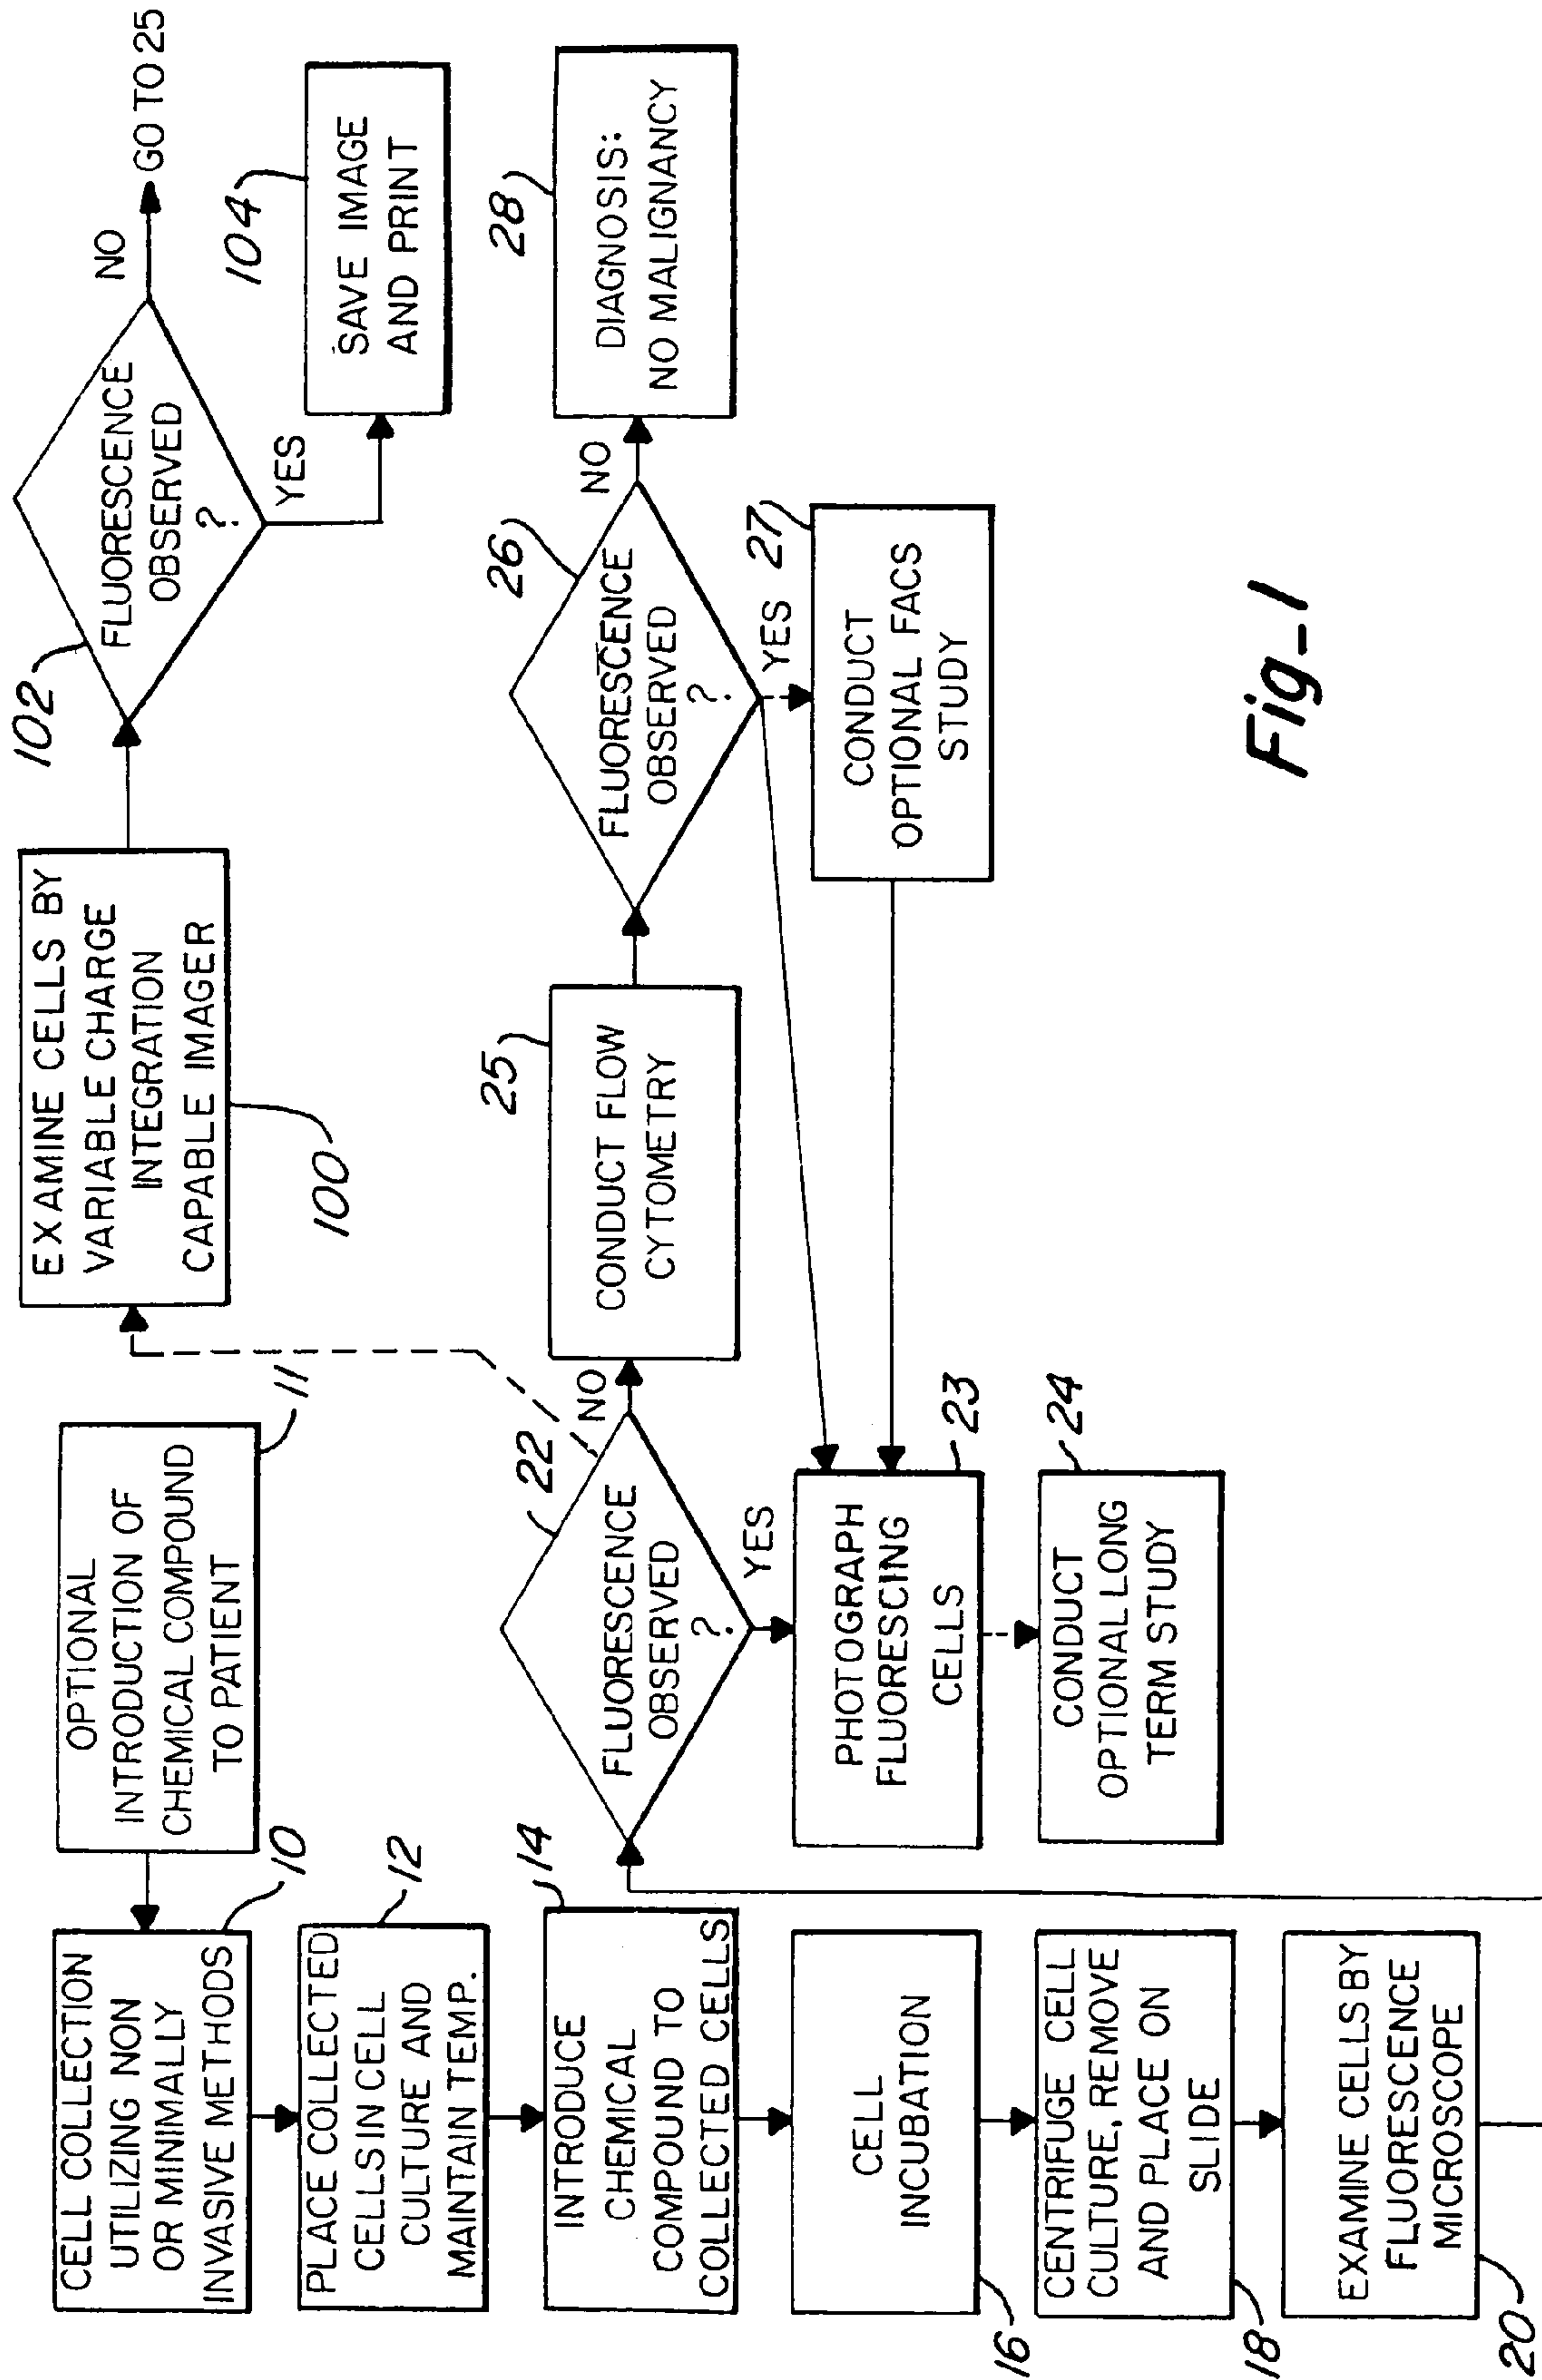 OPTIONAL
INTRODUCTION OF
CHEMICAL COMPOUND
TO PATIENT
11
CELL COLLECTION
UTILIZING NON
OR MINIMALLY
INVASIVE METHODS
10
PLACE COLLECTED
CELLS IN CELL
CULTURE AND
MAINTAIN TEMP.
12
INTRODUCE
CHEMICAL
COMPOUND TO
COLLECTED CELLS
14
CELL
INCUBATION
16
CENTRIFUGE CELL
CULTURE, REMOVE
AND PLACE ON
SLIDE
18
EXAMINE CELLS BY
FLUORESCENCE
MICROSCOPE
20
FLUORESCENCE
OBSERVED
?
22
NO
YES
PHOTOGRAPH
FLUORESCING
CELLS
23
CONDUCT
OPTIONAL LONG
TERM STUDY
24
EXAMINE CELLS BY
VARIABLE CHARGE
INTEGRATION
CAPABLE IMAGER
100
FLUORESCENCE
OBSERVED
?
102
NO
GO TO 25
YES
SAVE IMAGE
AND PRINT
104
CONDUCT FLOW
CYTOMETRY
25
FLUORESCENCE
OBSERVED
?
26
NO
YES
DIAGNOSIS:
NO MALIGNANCY
28
CONDUCT
OPTIONAL FACS
STUDY
27
Fig-1